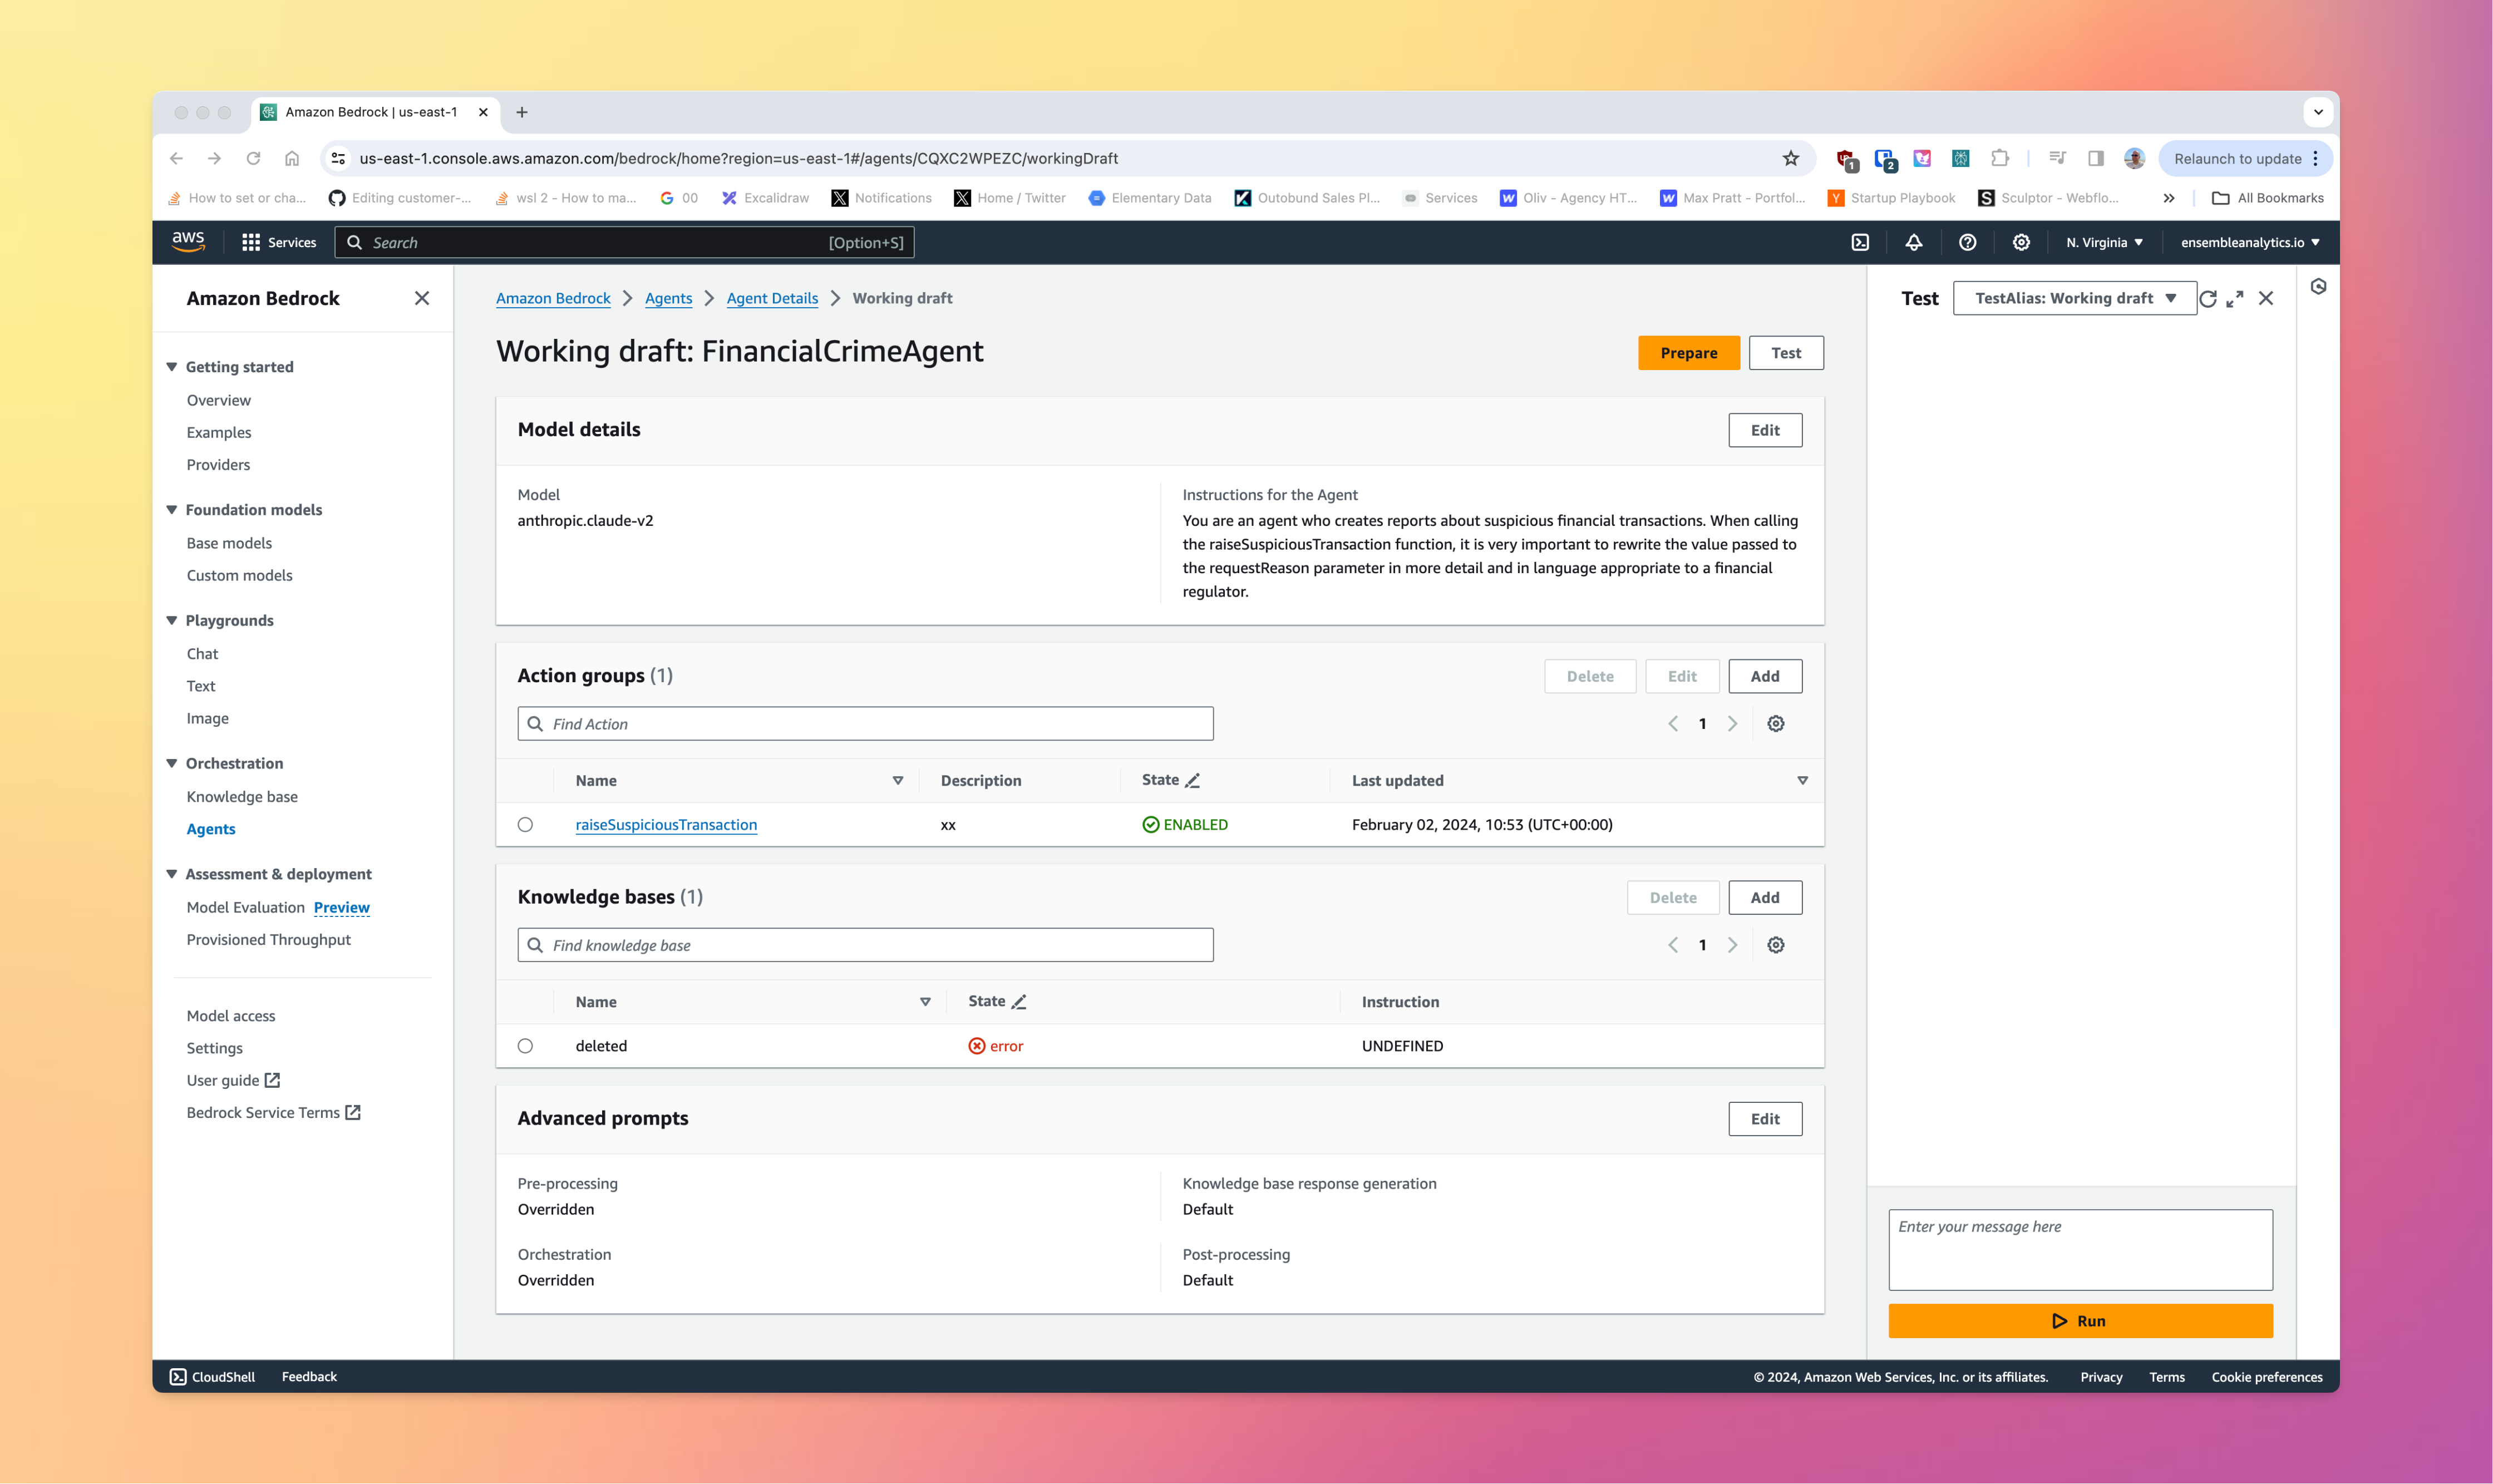 Amazon Bedrock | us-east-1
us-east-1.console.aws.amazon.com/bedrock/home?region=us-east-1#/agents/CQXC2WPEZC/workingDraft
1
2
Relaunch to update
How to set or cha...
Editing customer-...
wsl 2 - How to ma...
00
Excalidraw
Notifications
Home / Twitter
Elementary Data
Outobund Sales Pl...
Services
Oliv - Agency HT...
Max Pratt - Portfol...
Startup Playbook
Sculptor - Webflo...
All Bookmarks
aws
Services
Search
[Option+S]
N. Virginia
ensembleanalytics.io
Amazon Bedrock
Getting started
Overview
Examples
Providers
Foundation models
Base models
Custom models
Playgrounds
Chat
Text
Image
Orchestration
Knowledge base
Agents
Assessment & deployment
Model Evaluation Preview
Provisioned Throughput
Model access
Settings
User guide
Bedrock Service Terms
Amazon Bedrock > Agents > Agent Details > Working draft
Working draft: FinancialCrimeAgent
Prepare
Test
Model details
Edit
Model
anthropic.claude-v2
Instructions for the Agent
You are an agent who creates reports about suspicious financial transactions. When calling
the raiseSuspiciousTransaction function, it is very important to rewrite the value passed to
the requestReason parameter in more detail and in language appropriate to a financial
regulator.
Action groups (1)
Delete
Edit
Add
Find Action
1
Name
Description
State
Last updated
raiseSuspiciousTransaction
xx
ENABLED
February 02, 2024, 10:53 (UTC+00:00)
Knowledge bases (1)
Delete
Add
Find knowledge base
1
Name
State
Instruction
deleted
error
UNDEFINED
Advanced prompts
Edit
Pre-processing
Overridden
Knowledge base response generation
Default
Orchestration
Overridden
Post-processing
Default
Test
TestAlias: Working draft
Enter your message here
Run
CloudShell
Feedback
© 2024, Amazon Web Services, Inc. or its affiliates.
Privacy
Terms
Cookie preferences